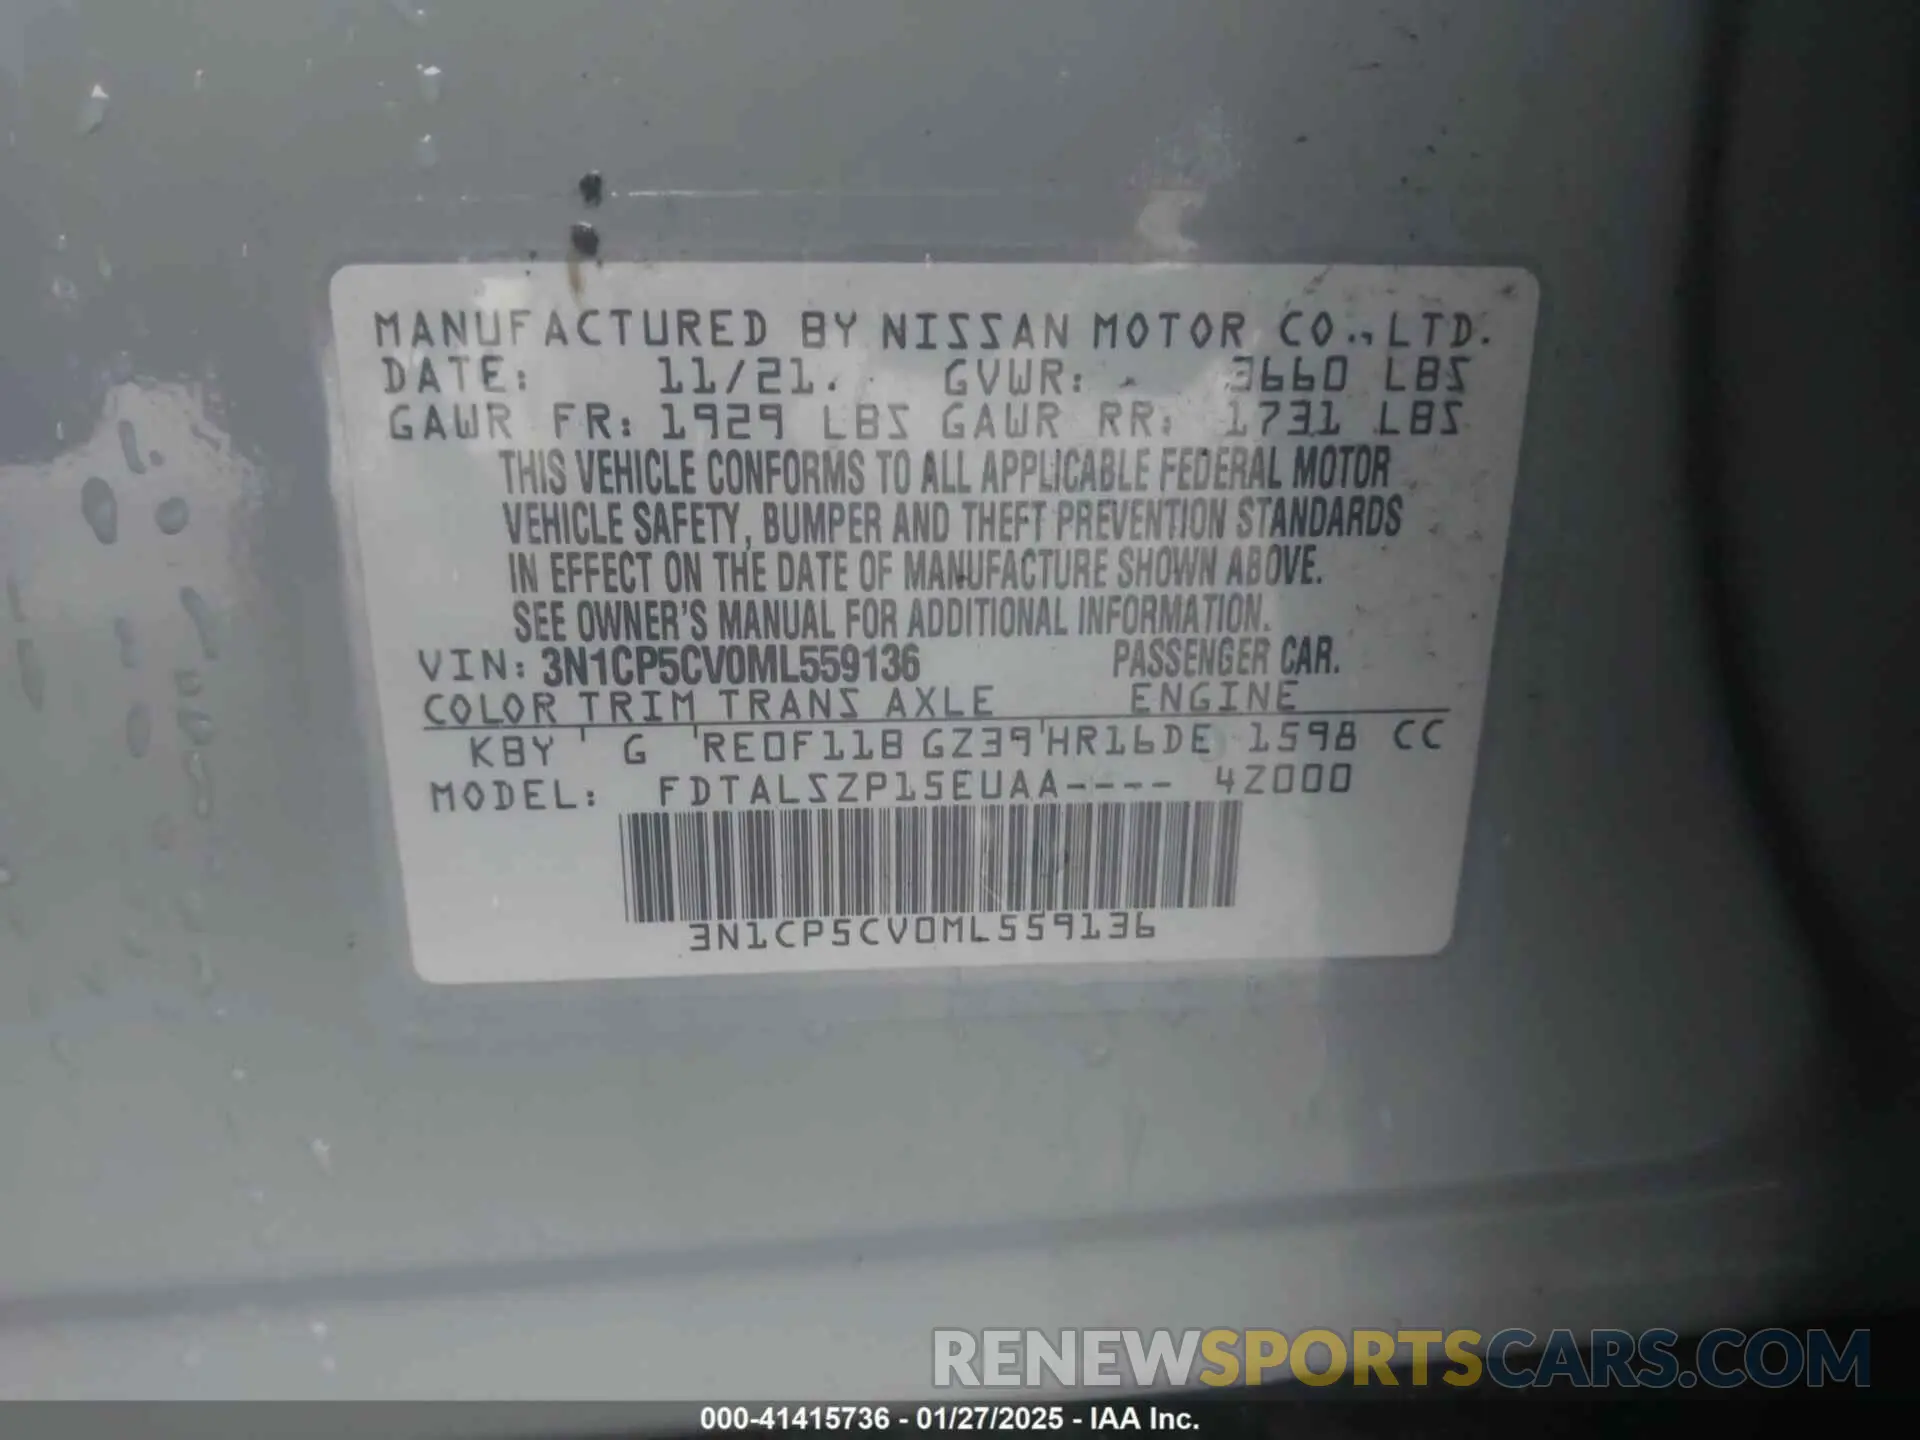 MANUFACTURED BY NISSAN MOTOR CO.,LTD.
DATE: 11/21 GVWR: 3660 LBS
GAWR FR: 1929 LBS GAWR RR: 1731 LBS
THIS VEHICLE CONFORMS TO ALL APPLICABLE FEDERAL MOTOR
VEHICLE SAFETY, BUMPER AND THEFT PREVENTION STANDARDS
IN EFFECT ON THE DATE OF MANUFACTURE SHOWN ABOVE.
SEE OWNER'S MANUAL FOR ADDITIONAL INFORMATION.
VIN: 3N1CP5CV0ML559136 PASSENGER CAR.
COLOR TRIM TRANS AXLE ENGINE
KBY G RE0F11B GZ39 HR16DE 1598 CC
MODEL: FDTALSZP15EUAA---- 4Z000
3N1CP5CV0ML559136
RENEWSPORTSCARS.COM
000-41415736 - 01/27/2025 - IAA Inc.